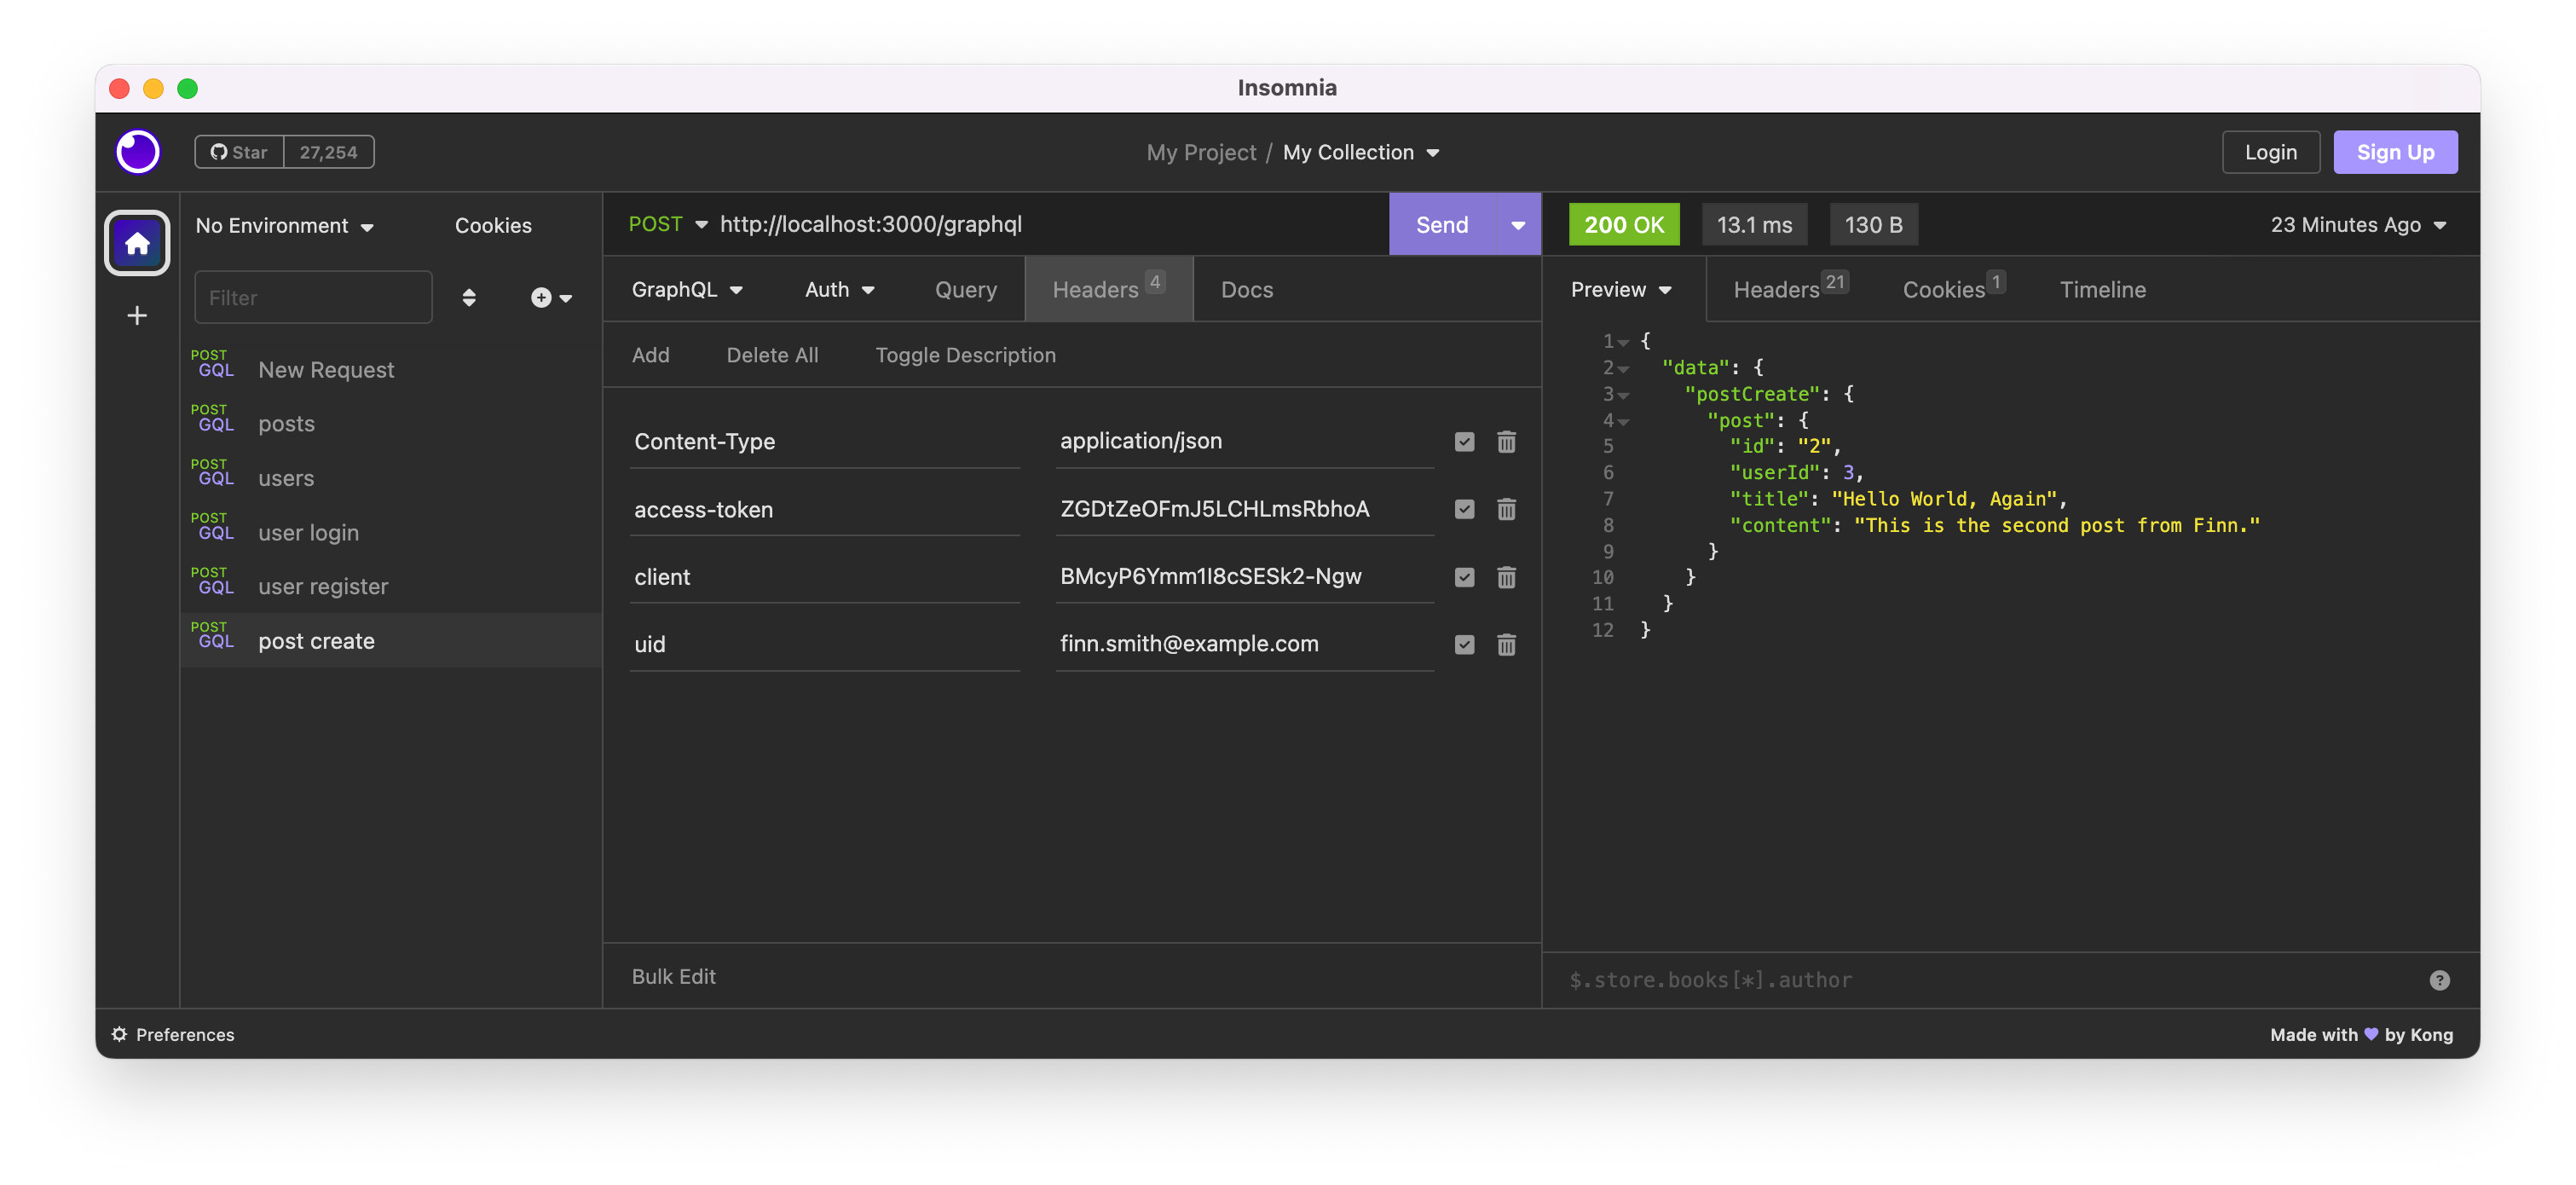 Insomnia
Star 27,254
My Project / My Collection
Login Sign Up
No Environment Cookies
Filter
POST GQL New Request
POST GQL posts
POST GQL users
POST GQL user login
POST GQL user register
POST GQL post create
POST http://localhost:3000/graphql Send
GraphQL Auth Query Headers 4 Docs
Add Delete All Toggle Description
Content-Type application/json
access-token ZGDtZeOFmJ5LCHLmsRbhoA
client BMcyP6Ymm1I8cSESk2-Ngw
uid finn.smith@example.com
Bulk Edit
200 OK 13.1 ms 130 B 23 Minutes Ago
Preview Headers 21 Cookies 1 Timeline
1 {
2 "data": {
3 "postCreate": {
4 "post": {
5 "id": "2",
6 "userId": 3,
7 "title": "Hello World, Again",
8 "content": "This is the second post from Finn."
9 }
10 }
11 }
12 }
$.store.books[*].author ?
Preferences
Made with 💜 by Kong